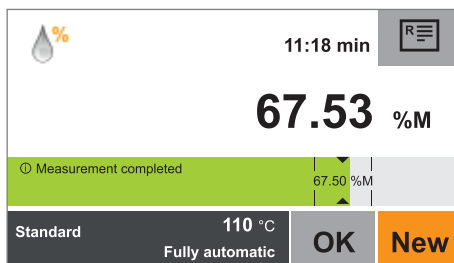 %
11:18 min
R
67.53 %M
ⓘ Measurement completed
67.50 %M
Standard
110 °C
Fully automatic
OK
New